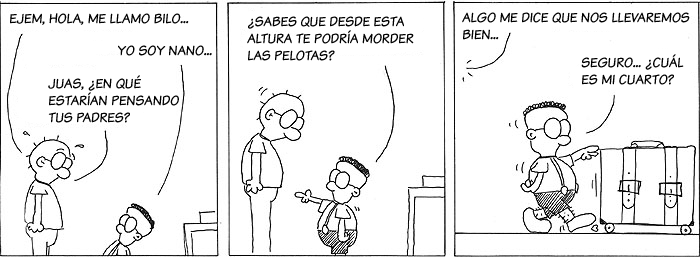 EJEM, HOLA, ME LLAMO BILO...
YO SOY NANO...
JUAS, ¿EN QUÉ
ESTARÍAN PENSANDO
TUS PADRES?
¿SABES QUE DESDE ESTA
ALTURA TE PODRÍA MORDER
LAS PELOTAS?
ALGO ME DICE QUE NOS LLEVAREMOS
BIEN...
SEGURO... ¿CUÁL
ES MI CUARTO?